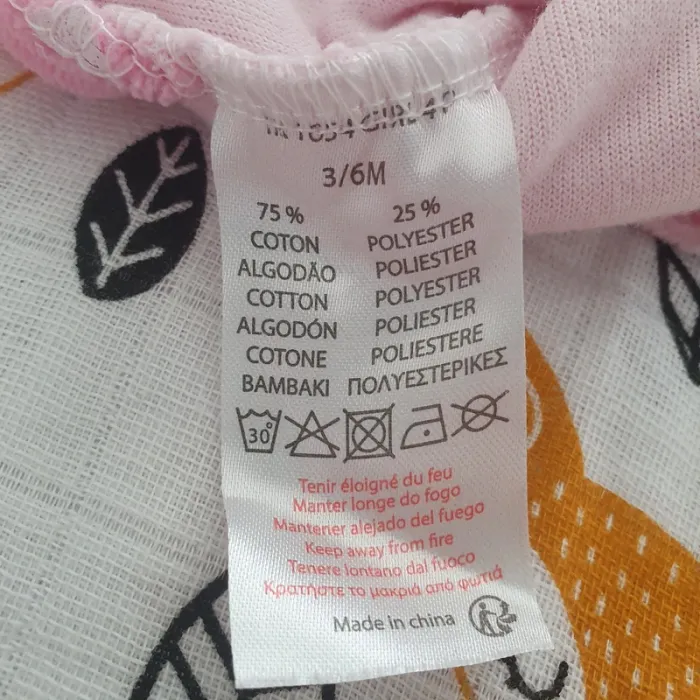 3/6M
75 % 25 %
COTON POLYESTER
ALGODÃO POLIESTER
COTTON POLYESTER
ALGODÓN POLIESTER
COTONE POLIESTERE
BAMBAKI ΠΟΛΥΕΣΤΕΡΙΚΕΣ
30°
Tenir éloigné du feu
Manter longe do fogo
Mantener alejado del fuego
Keep away from fire
Tenere lontano dal fuoco
Κρατήστε το μακριά από φωτιά
Made in china